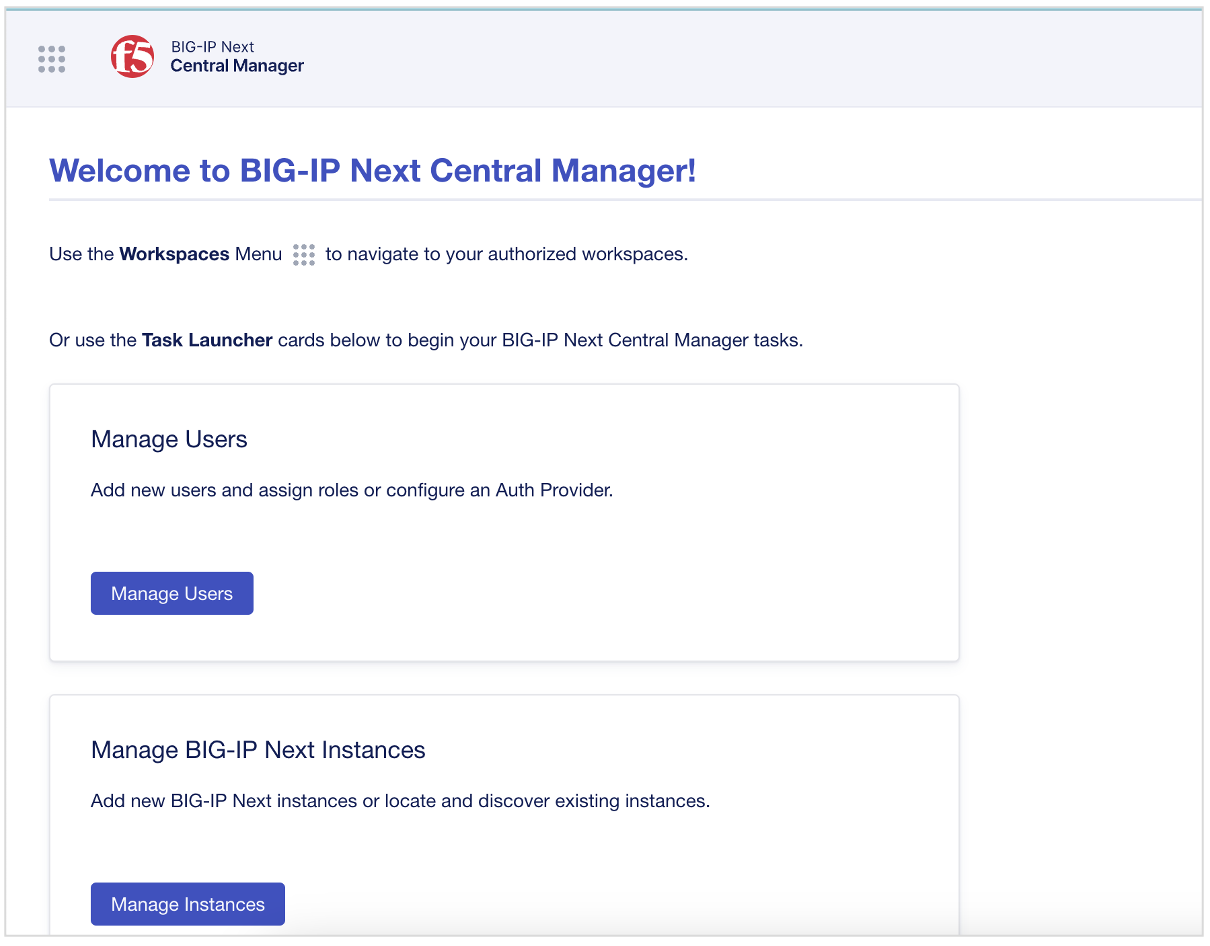 f5
BIG-IP Next
Central Manager
Welcome to BIG-IP Next Central Manager!
Use the Workspaces Menu to navigate to your authorized workspaces.
Or use the Task Launcher cards below to begin your BIG-IP Next Central Manager tasks.
Manage Users
Add new users and assign roles or configure an Auth Provider.
Manage Users
Manage BIG-IP Next Instances
Add new BIG-IP Next instances or locate and discover existing instances.
Manage Instances